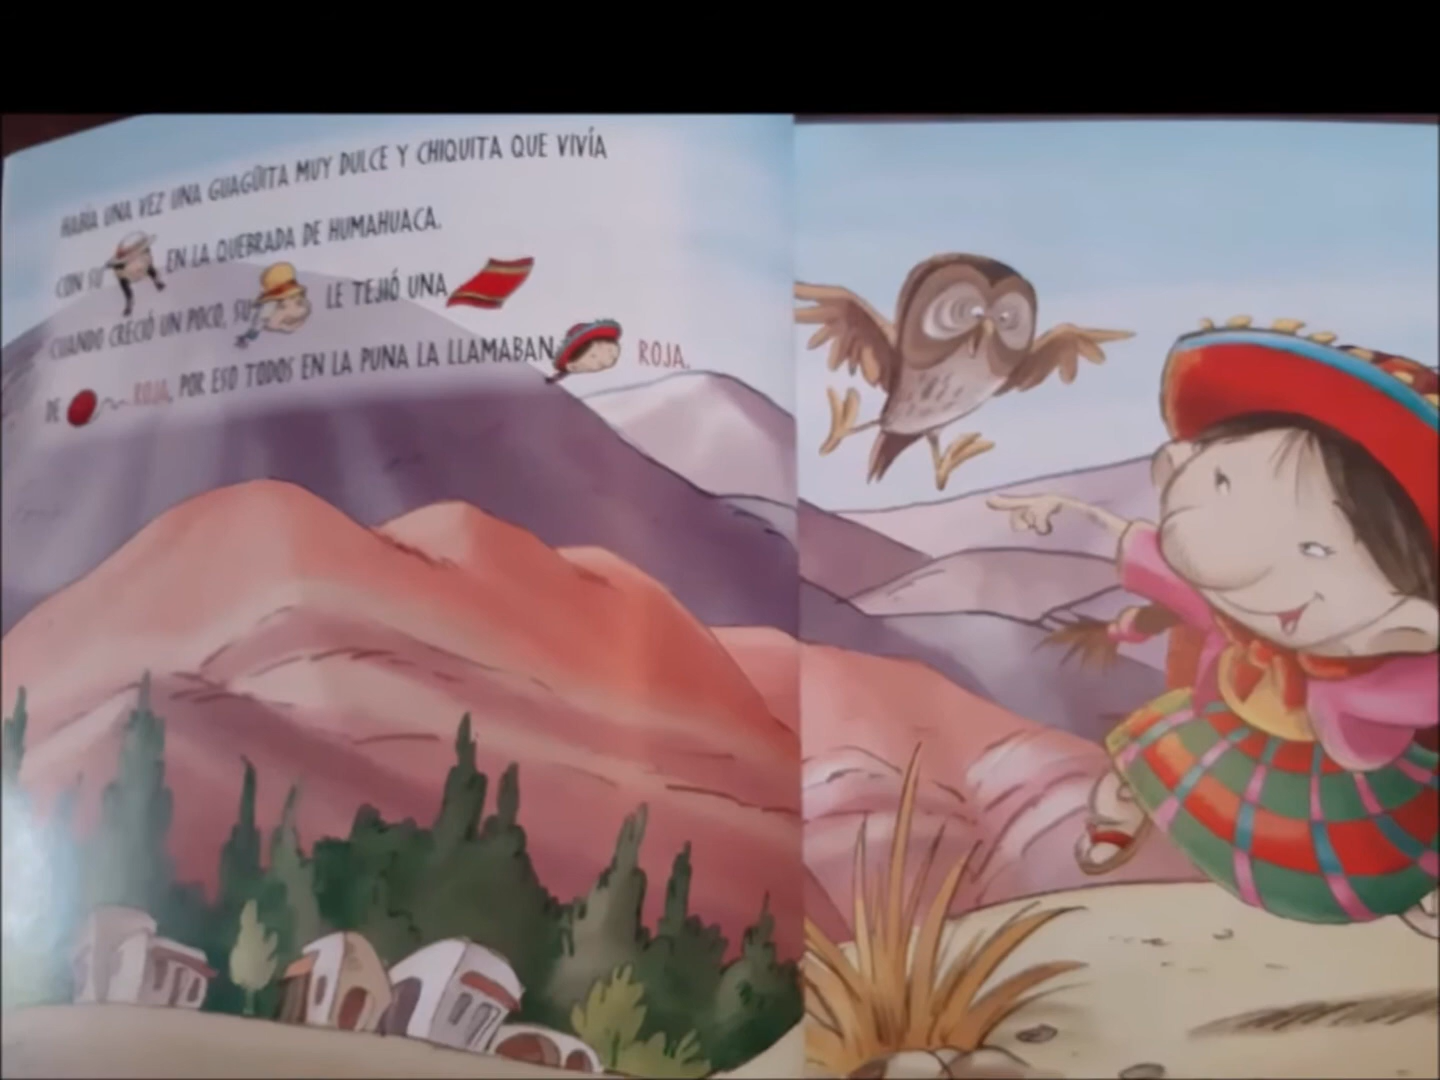 HABÍA UNA VEZ UNA GUAGÜITA MUY DULCE Y CHIQUITA QUE VIVÍA
CON SU EN LA QUEBRADA DE HUMAHUACA.
CUANDO CRECIÓ UN POCO, SU LE TEJIÓ UNA
DE ROJA, POR ESO TODOS EN LA PUNA LA LLAMABAN ROJA.